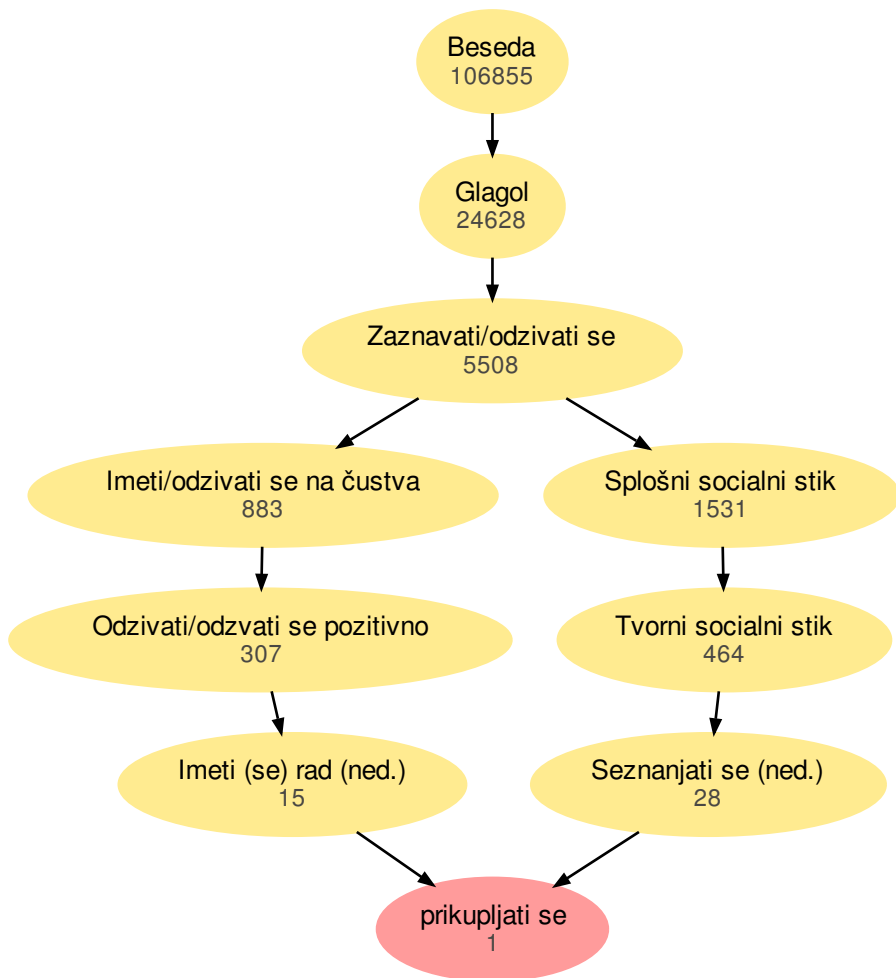 Beseda
106855
Glagol
24628
Zaznavati/odzivati se
5508
Imeti/odzivati se na čustva
883
Splošni socialni stik
1531
Odzivati/odzvati se pozitivno
307
Tvorni socialni stik
464
Imeti (se) rad (ned.)
15
Seznanjati se (ned.)
28
prikupljati se
1